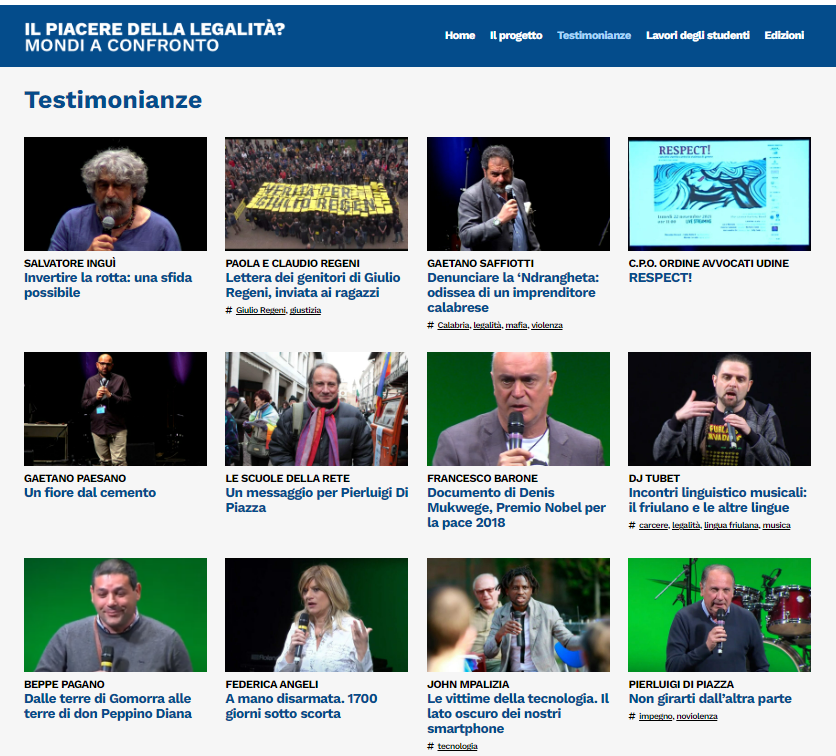 IL PIACERE DELLA LEGALITÀ?
MONDI A CONFRONTO
Home Il progetto Testimonianze Lavori degli studenti Edizioni
Testimonianze
VERITÀ PER
GIULIO REGENI
RESPECT!
SALVATORE INGUÌ
Invertire la rotta: una sfida
possibile
PAOLA E CLAUDIO REGENI
Lettera dei genitori di Giulio
Regeni, inviata ai ragazzi
# Giulio Regeni, giustizia
GAETANO SAFFIOTTI
Denunciare la ‘Ndrangheta:
odissea di un imprenditore
calabrese
# Calabria, legalità, mafia, violenza
C.P.O. ORDINE AVVOCATI UDINE
RESPECT!
GAETANO PAESANO
Un fiore dal cemento
LE SCUOLE DELLA RETE
Un messaggio per Pierluigi Di
Piazza
FRANCESCO BARONE
Documento di Denis
Mukwege, Premio Nobel per
la pace 2018
DJ TUBET
Incontri linguistico musicali:
il friulano e le altre lingue
# carcere, legalità, lingua friulana, musica
BEPPE PAGANO
Dalle terre di Gomorra alle
terre di don Peppino Diana
FEDERICA ANGELI
A mano disarmata. 1700
giorni sotto scorta
JOHN MPALIZIA
Le vittime della tecnologia. Il
lato oscuro dei nostri
smartphone
# tecnologia
PIERLUIGI DI PIAZZA
Non girarti dall’altra parte
# impegno, nonviolenza